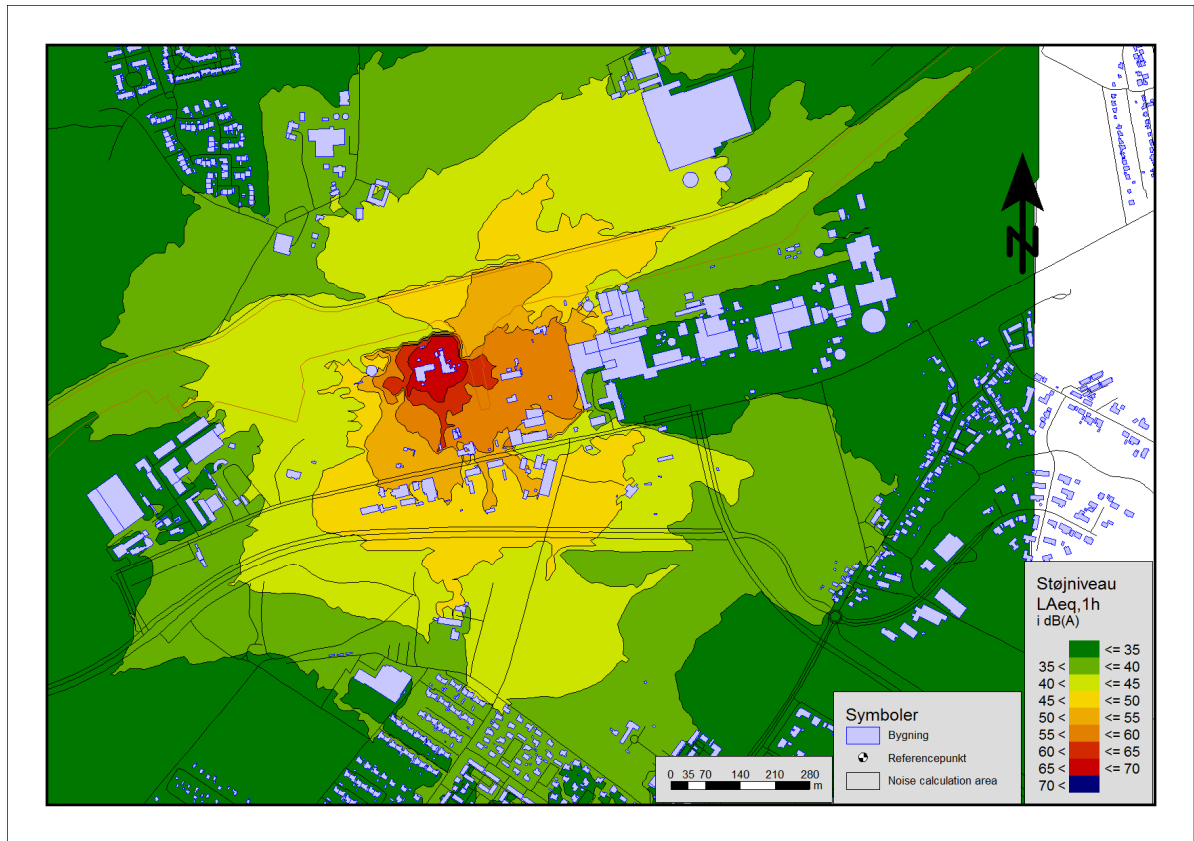 N
Støjniveau
LAeq,1h
i dB(A)
<= 35
35 < <= 40
40 < <= 45
45 < <= 50
50 < <= 55
55 < <= 60
60 < <= 65
65 < <= 70
70 <
Symboler
Bygning
Referencepunkt
Noise calculation area
0 35 70 140 210 280
m